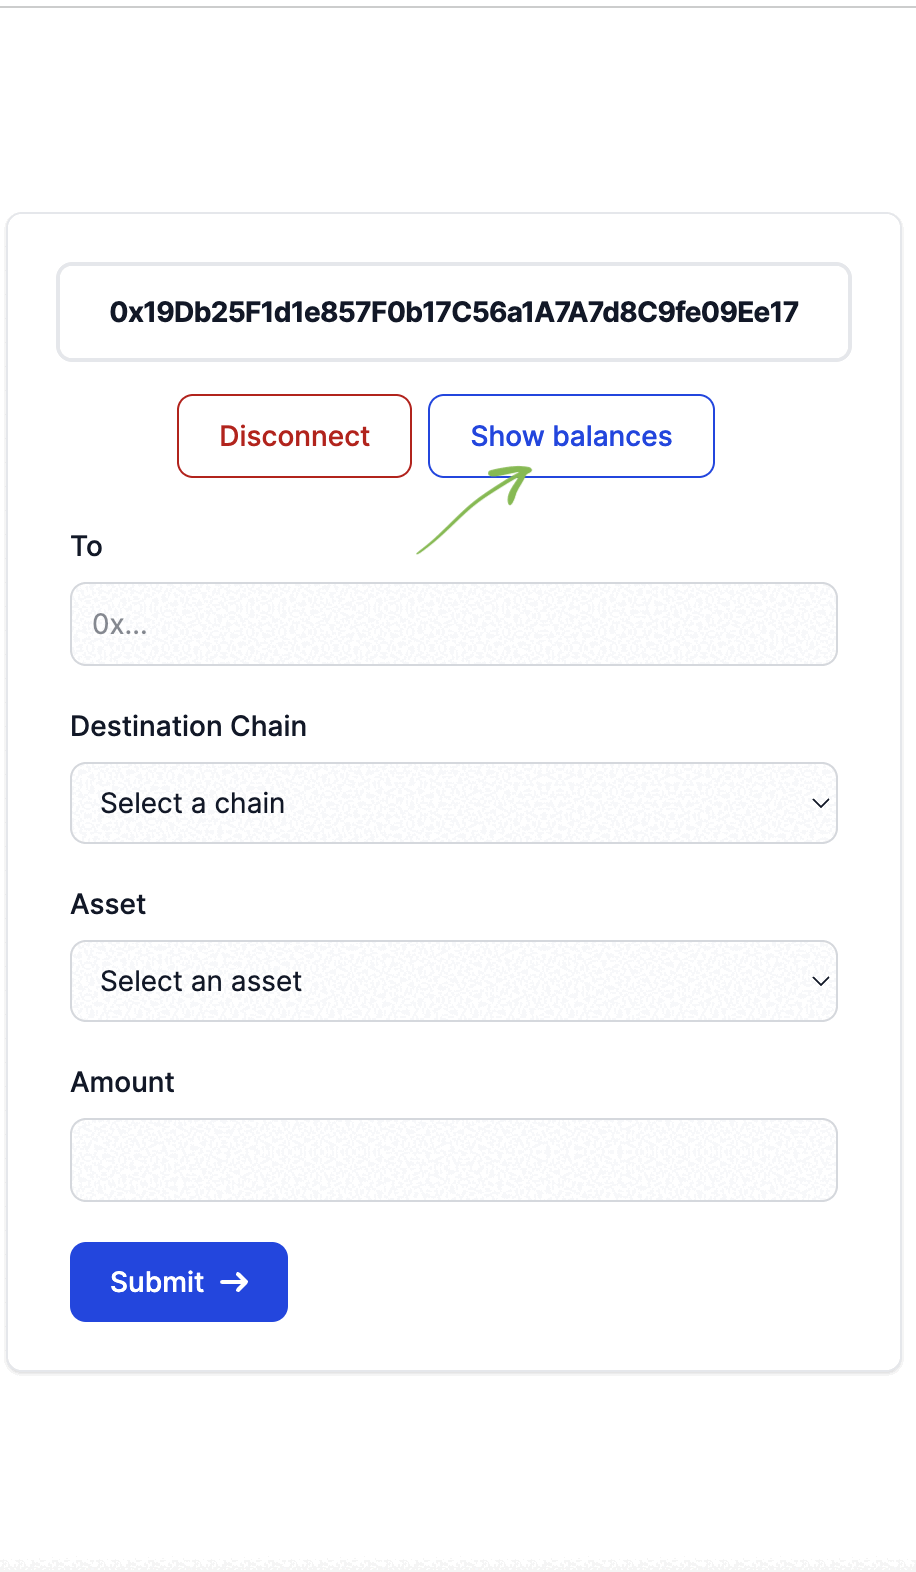 0x19Db25F1d1e857F0b17C56a1A7A7d8C9fe09Ee17
Disconnect
Show balances
To
0x...
Destination Chain
Select a chain
Asset
Select an asset
Amount
Submit →